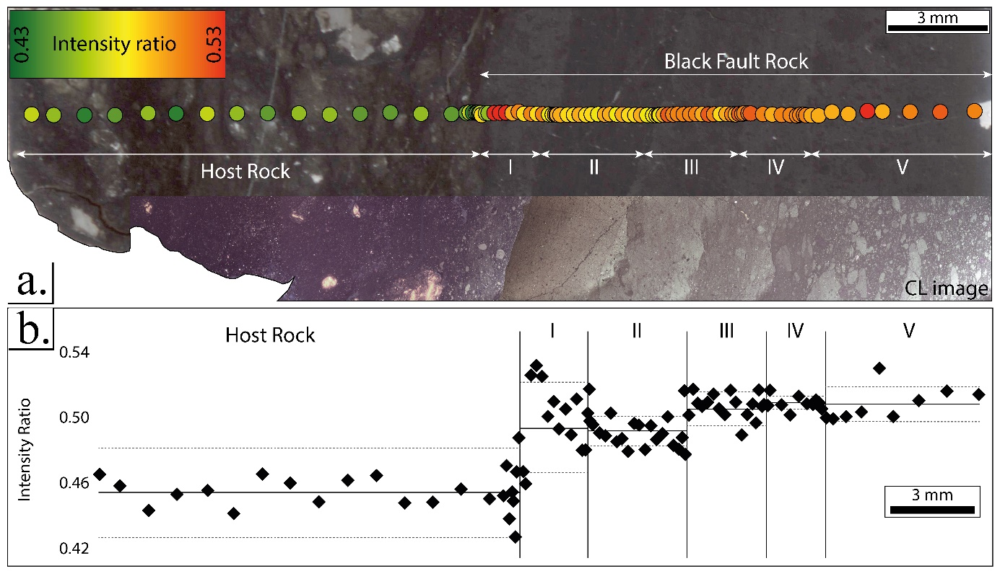 0.43
Intensity ratio
0.53
3 mm
Black Fault Rock
Host Rock
I
II
III
IV
V
a.
CL image
b.
Host Rock
I
II
III
IV
V
0.54
0.50
0.46
0.42
Intensity Ratio
3 mm